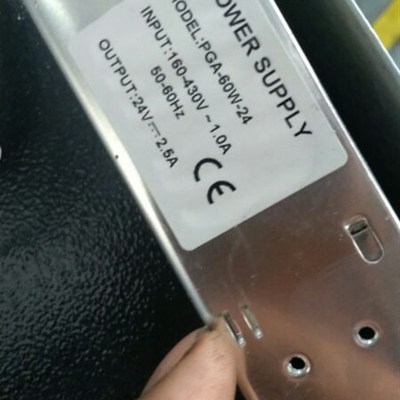 POWER SUPPLY
MODEL:PGA-60W-24
INPUT:160-430V ~ 1.0A
50-60Hz
OUTPUT:24V⎓2.5A
CE